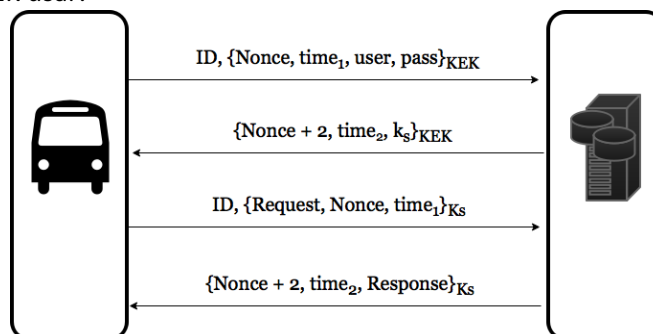 ID, {Nonce, time₁, user, pass}KEK
{Nonce + 2, time₂, kₛ}KEK
ID, {Request, Nonce, time₁}Ks
{Nonce + 2, time₂, Response}Ks